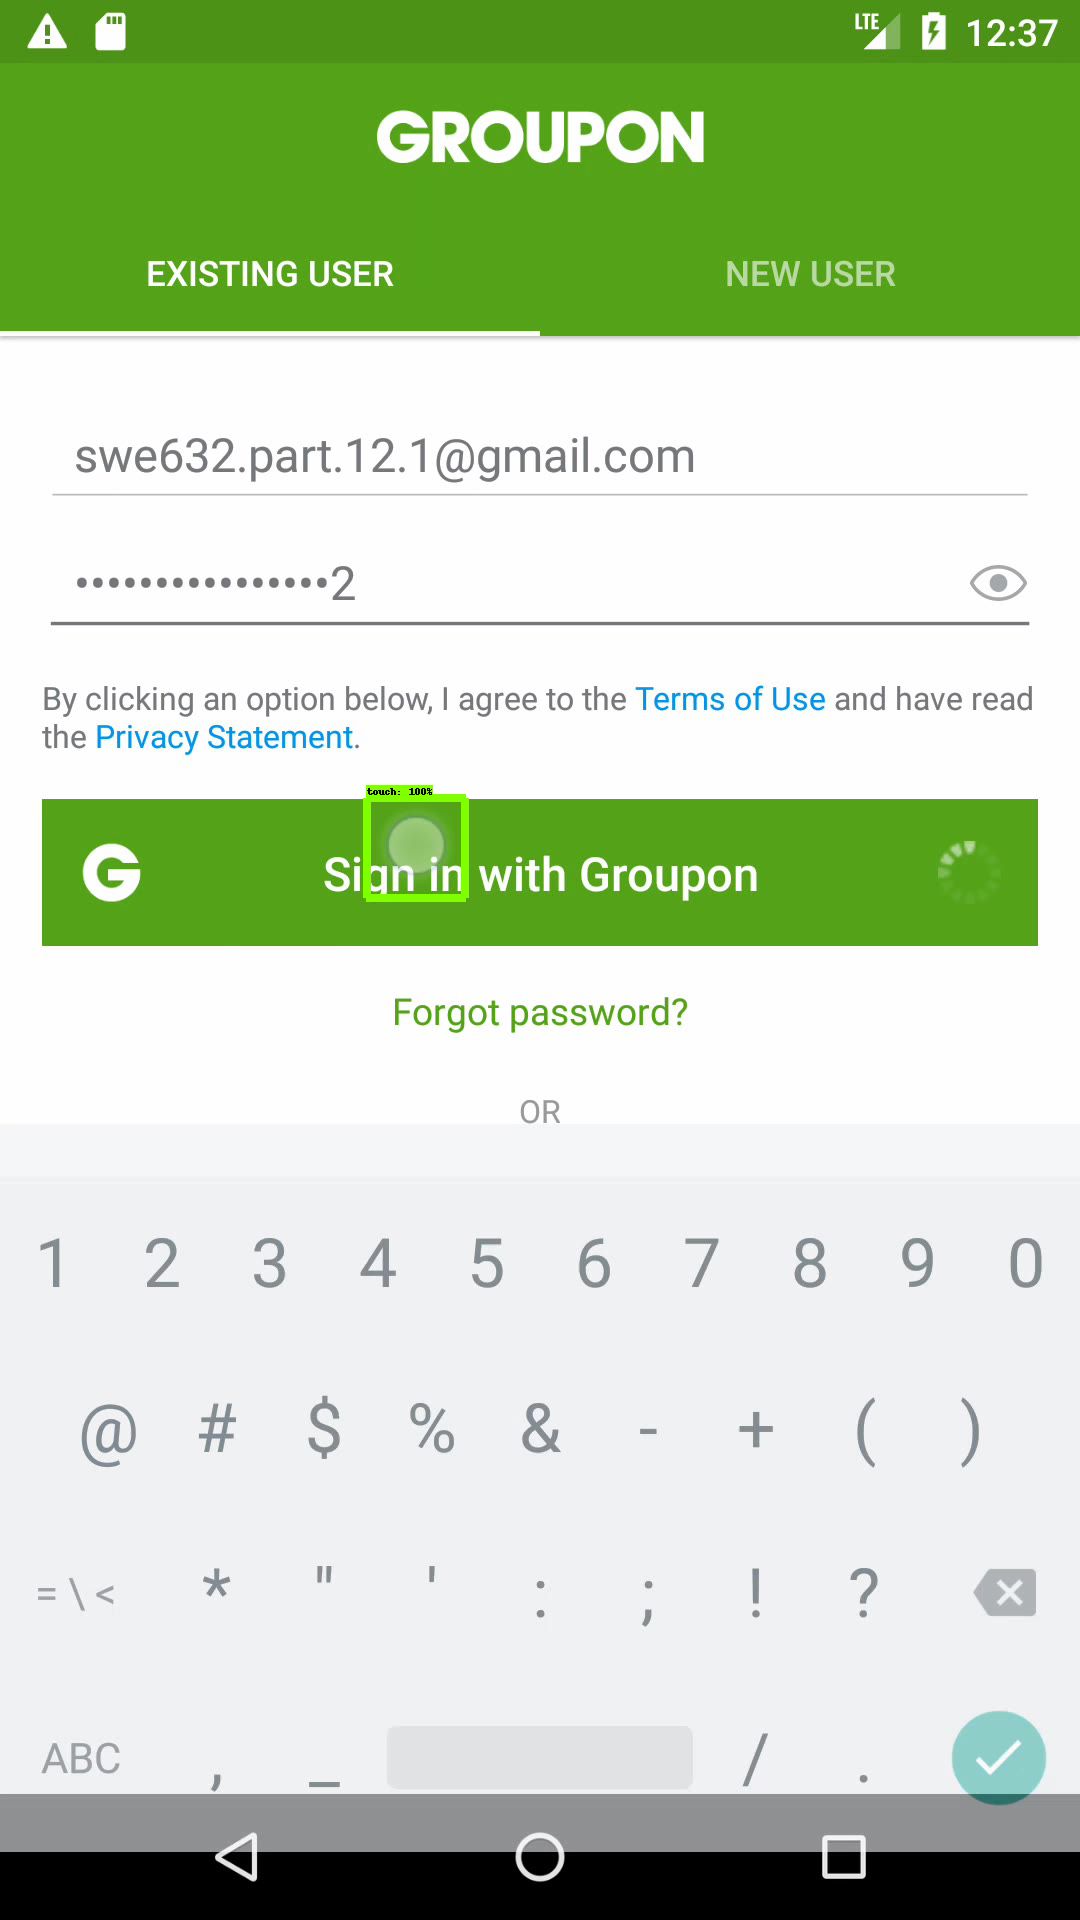 LTE 12:37
GROUPON
EXISTING USER NEW USER
swe632.part.12.1@gmail.com
••••••••••••••••2
By clicking an option below, I agree to the Terms of Use and have read
the Privacy Statement.
touch: 100%
G Sign in with Groupon
Forgot password?
OR
1 2 3 4 5 6 7 8 9 0
@ # $ % & - + ( )
= \ < * " ' : ; ! ?
ABC , _ / .